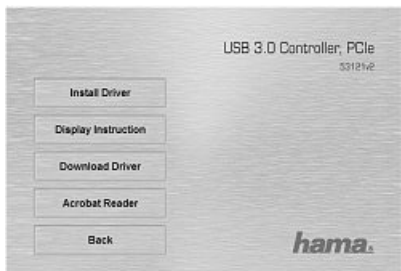 USB 3.0 Controller, PCIe
53121v2
Install Driver
Display Instruction
Download Driver
Acrobat Reader
Back
hama.